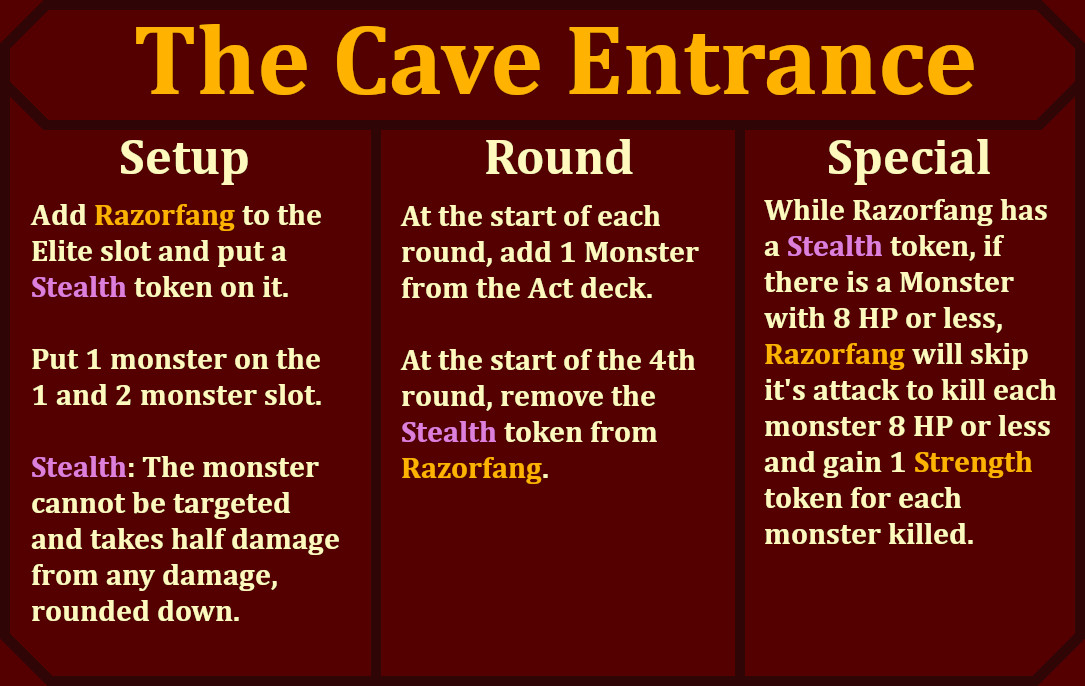 The Cave Entrance
Setup
Add Razorfang to the
Elite slot and put a
Stealth token on it.
Put 1 monster on the
1 and 2 monster slot.
Stealth: The monster
cannot be targeted
and takes half damage
from any damage,
rounded down.
Round
At the start of each
round, add 1 Monster
from the Act deck.
At the start of the 4th
round, remove the
Stealth token from
Razorfang.
Special
While Razorfang has
a Stealth token, if
there is a Monster
with 8 HP or less,
Razorfang will skip
it's attack to kill each
monster 8 HP or less
and gain 1 Strength
token for each
monster killed.